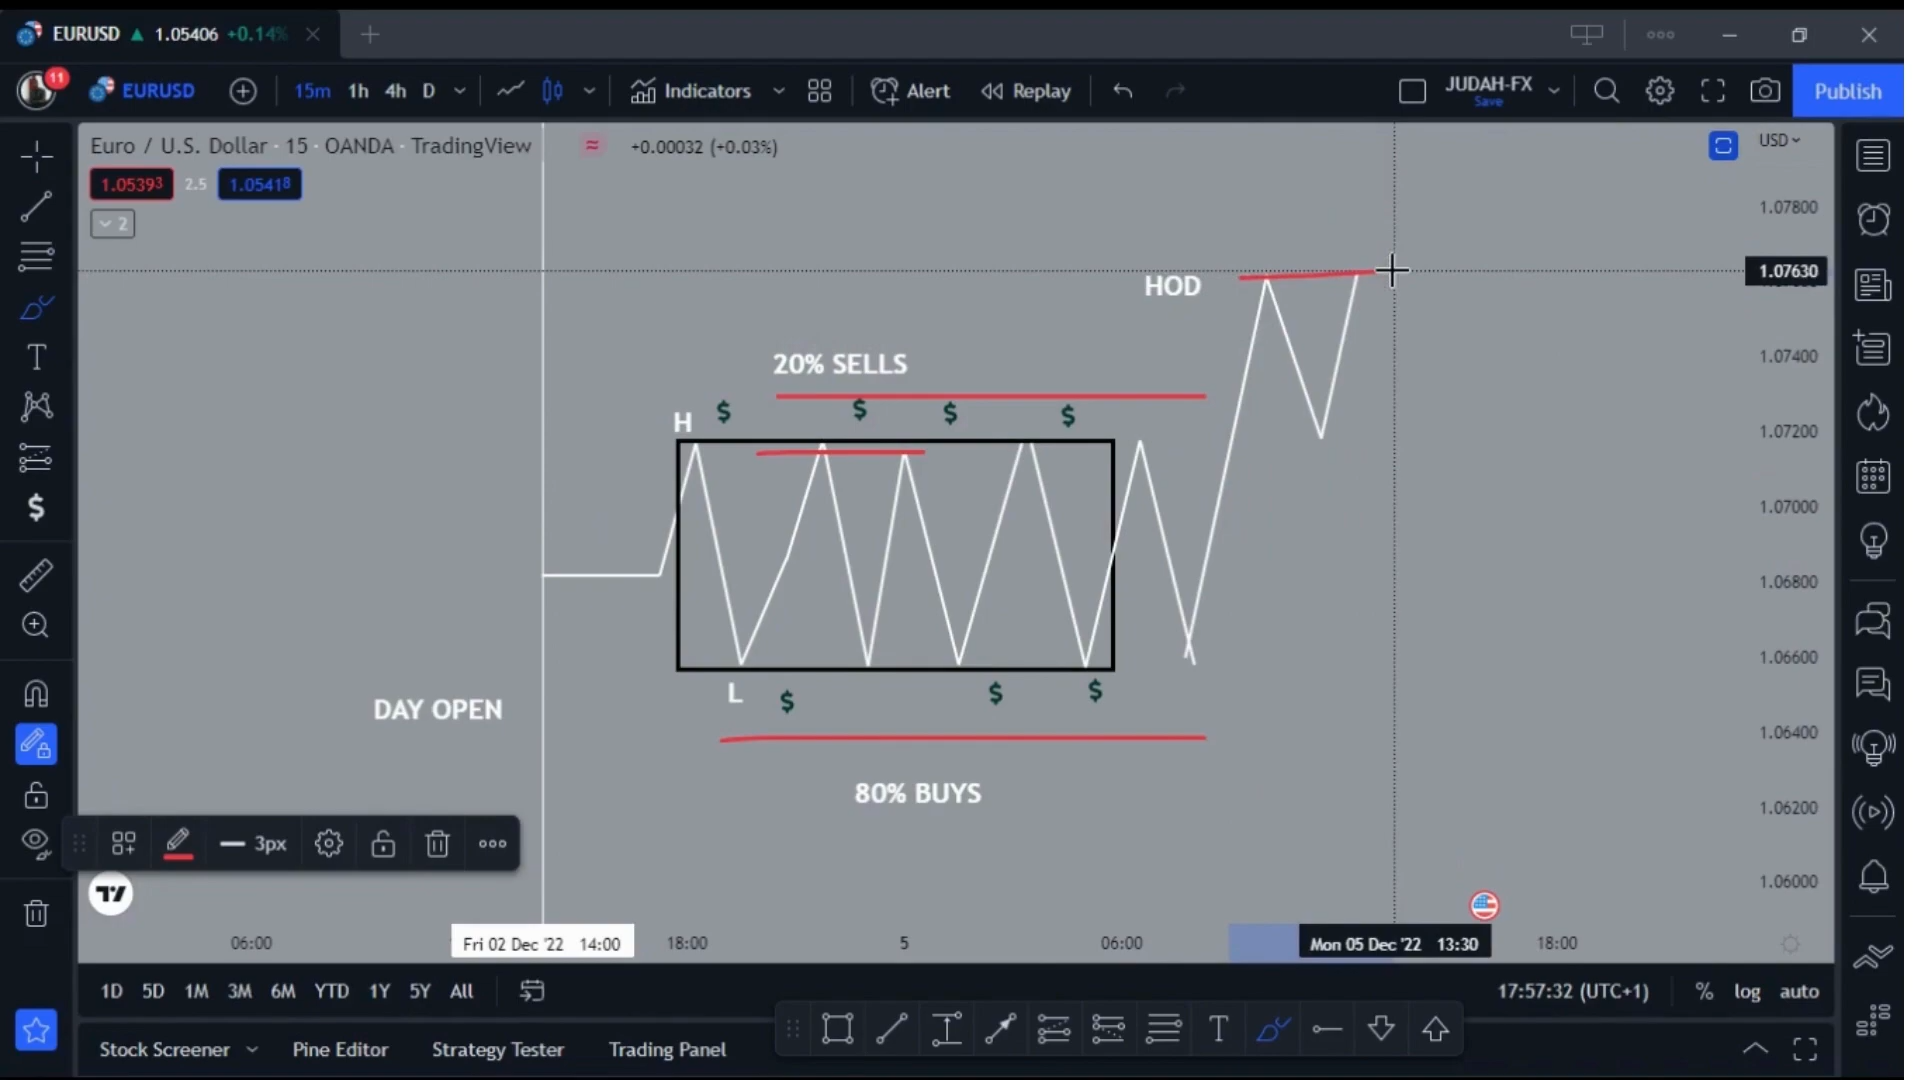 EURUSD ▲ 1.05406 +0.14%
11
EURUSD 15m 1h 4h D Indicators Alert Replay JUDAH-FX Save Publish
Euro / U.S. Dollar · 15 · OANDA · TradingView ≈ +0.00032 (+0.03%)
USD
1.05393 2.5 1.05418
2
1.07800
1.07630
HOD
20% SELLS
1.07400
H $ $ $ $
1.07200
1.07000
1.06800
1.06600
L $ $ $
DAY OPEN
1.06400
80% BUYS
1.06200
3px
1.06000
06:00 Fri 02 Dec '22 14:00 18:00 5 06:00 Mon 05 Dec '22 13:30 18:00
1D 5D 1M 3M 6M YTD 1Y 5Y All 17:57:32 (UTC+1) % log auto
Stock Screener Pine Editor Strategy Tester Trading Panel